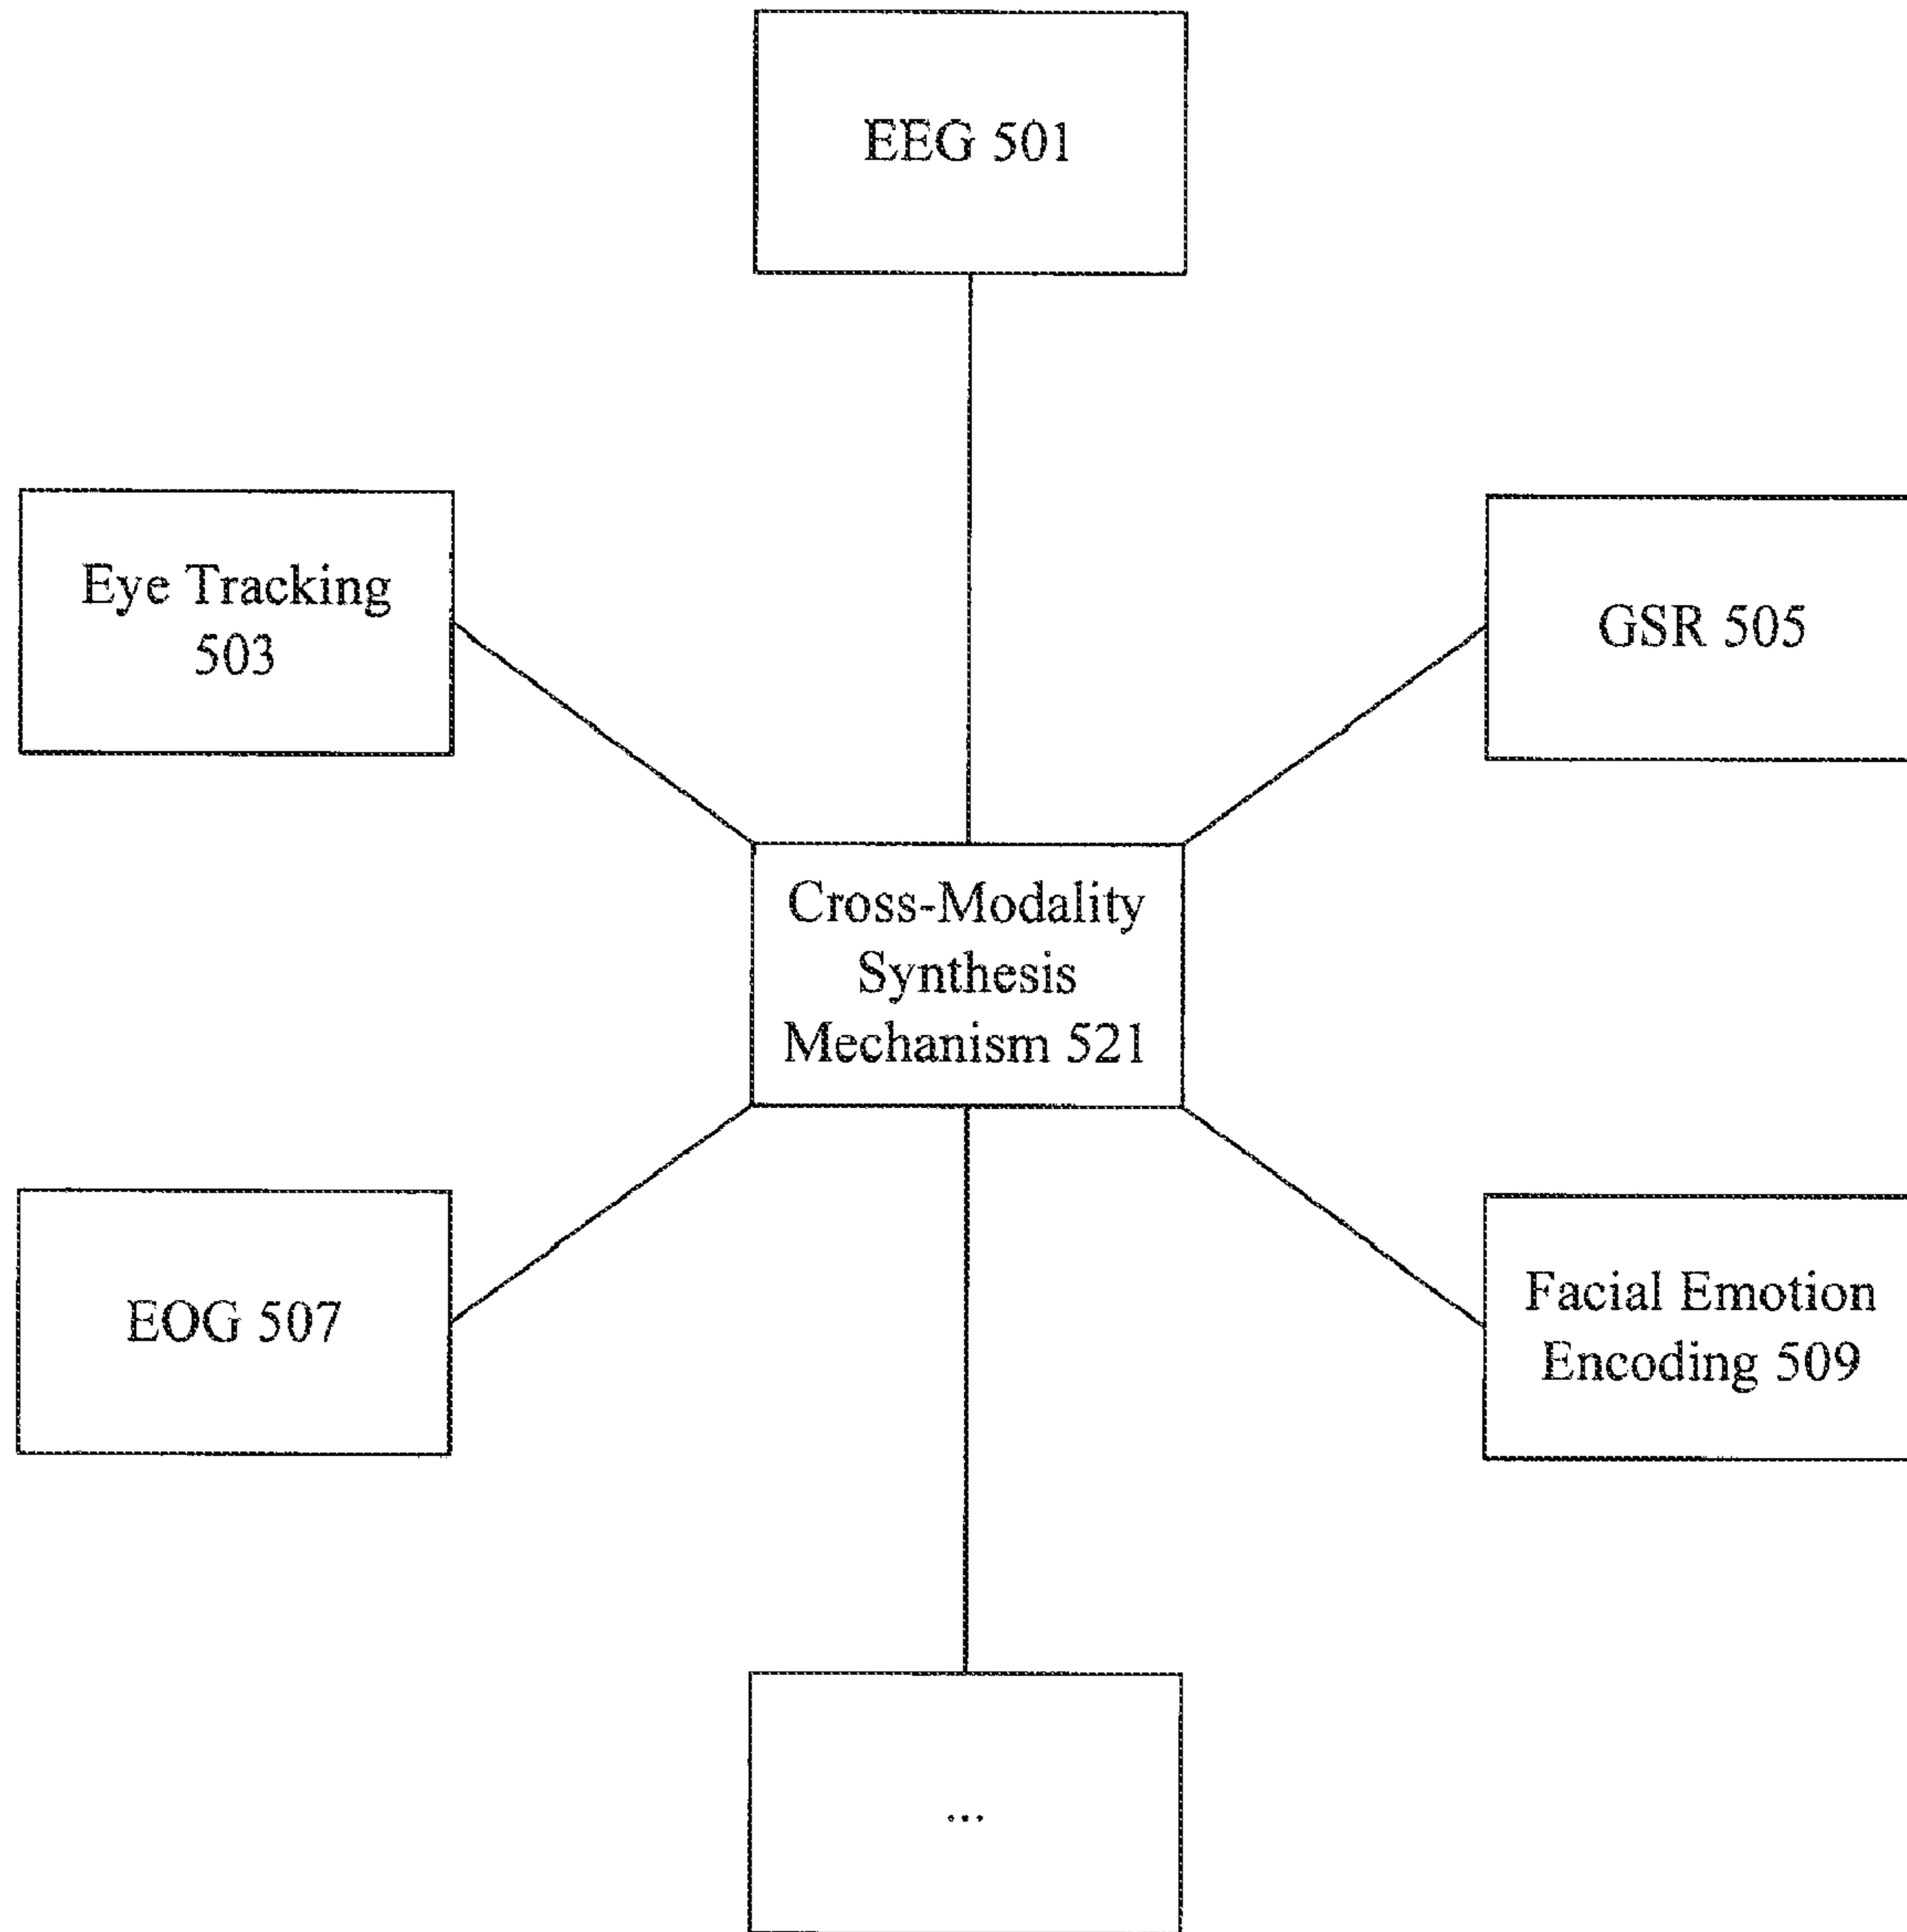 EEG 501
Eye Tracking
503
GSR 505
Cross-Modality
Synthesis
Mechanism 521
EOG 507
Facial Emotion
Encoding 509
...